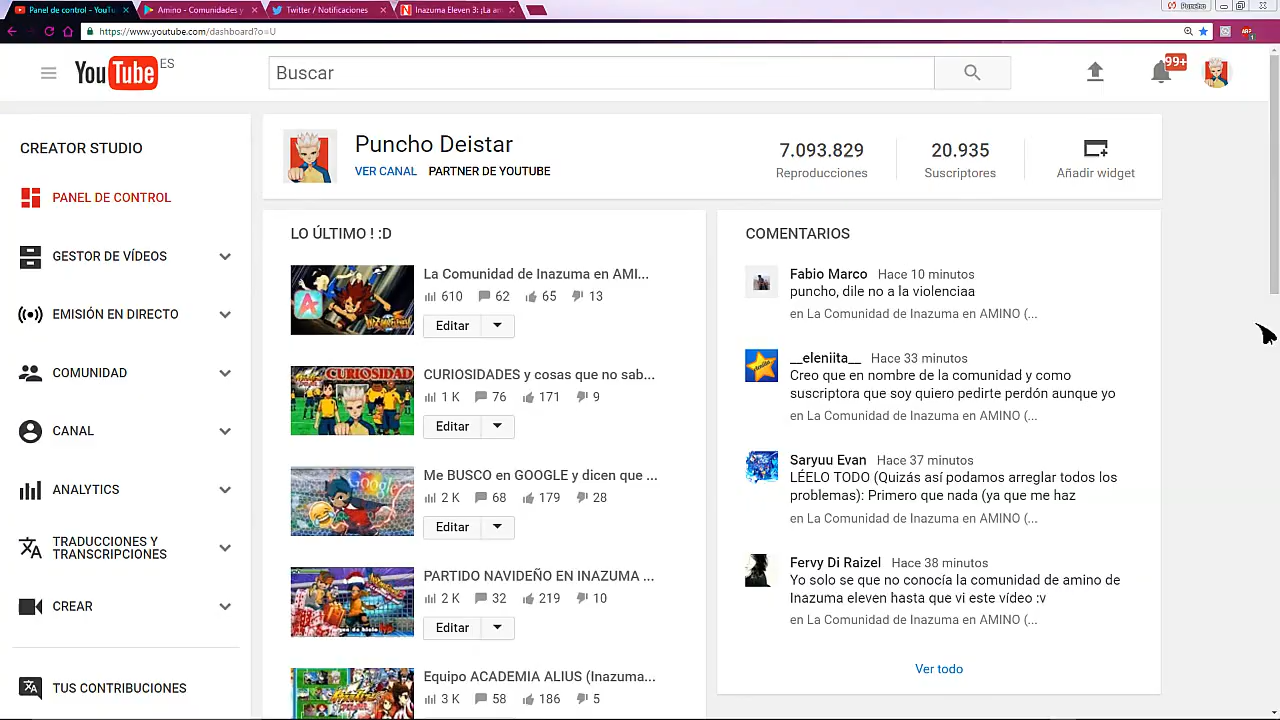 Panel de control - YouTu
Amino - Comunidades y
Twitter / Notificaciones
Inazuma Eleven 3: ¡La am
Puncho
https://www.youtube.com/dashboard?o=U
YouTube ES
Buscar
99+
CREATOR STUDIO
PANEL DE CONTROL
GESTOR DE VÍDEOS
EMISIÓN EN DIRECTO
COMUNIDAD
CANAL
ANALYTICS
TRADUCCIONES Y
TRANSCRIPCIONES
CREAR
TUS CONTRIBUCIONES
Puncho Deistar
VER CANAL PARTNER DE YOUTUBE
7.093.829
Reproducciones
20.935
Suscriptores
Añadir widget
LO ÚLTIMO ! :D
La Comunidad de Inazuma en AMI...
610 62 65 13
Editar
CURIOSIDAD
CURIOSIDADES y cosas que no sab...
1 K 76 171 9
Editar
Google
Me BUSCO en GOOGLE y dicen que ...
2 K 68 179 28
Editar
PARTIDO NAVIDEÑO EN INAZUMA ...
2 K 32 219 10
Editar
Equipo ACADEMIA ALIUS (Inazuma...
3 K 58 186 5
COMENTARIOS
Fabio Marco Hace 10 minutos
puncho, dile no a la violenciaa
en La Comunidad de Inazuma en AMINO (...
__eleniita__ Hace 33 minutos
Creo que en nombre de la comunidad y como
suscriptora que soy quiero pedirte perdón aunque yo
en La Comunidad de Inazuma en AMINO (...
Saryuu Evan Hace 37 minutos
LÉELO TODO (Quizás así podamos arreglar todos los
problemas): Primero que nada (ya que me haz
en La Comunidad de Inazuma en AMINO (...
Fervy Di Raizel Hace 38 minutos
Yo solo se que no conocía la comunidad de amino de
Inazuma eleven hasta que vi este vídeo :v
en La Comunidad de Inazuma en AMINO (...
Ver todo